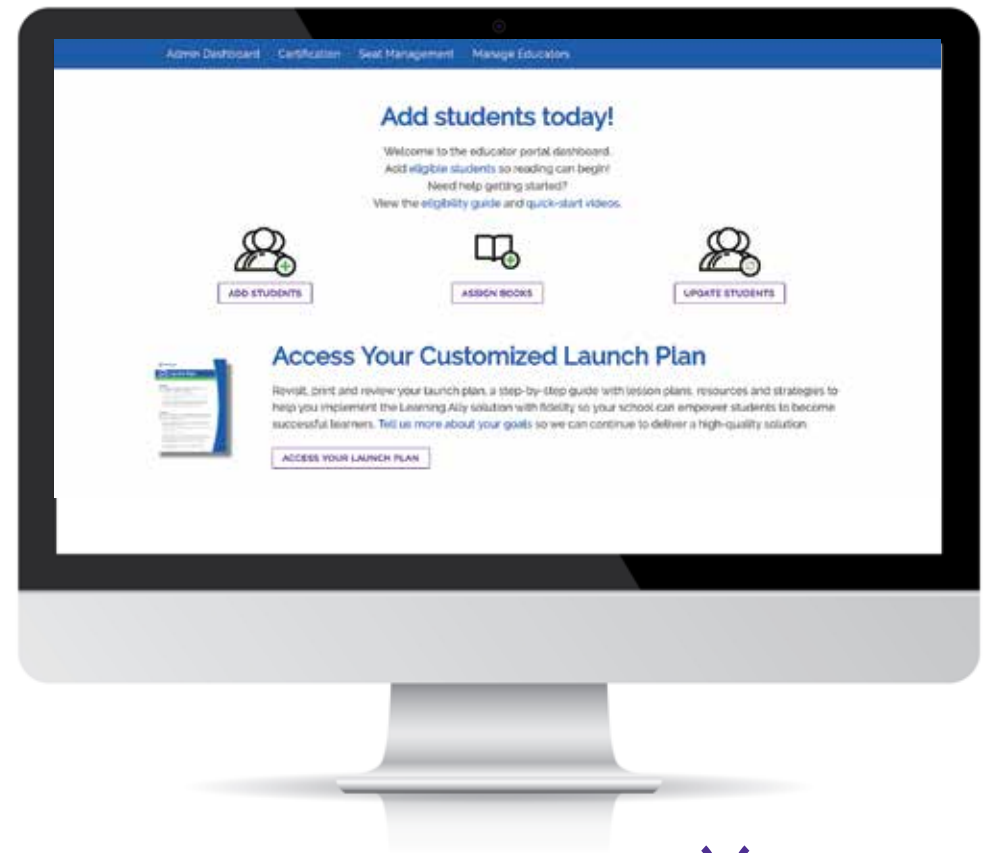 Admin Dashboard Certification Seat Management Manage Educators
Add students today!
Welcome to the educator portal dashboard.
Add eligible students so reading can begin!
Need help getting started?
View the eligibility guide and quick-start videos.
ADD STUDENTS ASSIGN BOOKS UPDATE STUDENTS
Access Your Customized Launch Plan
Revisit, print and review your launch plan, a step-by-step guide with lesson plans, resources and strategies to
help you implement the Learning Ally solution with fidelity so your school can empower students to become
successful learners. Tell us more about your goals so we can continue to deliver a high-quality solution.
ACCESS YOUR LAUNCH PLAN